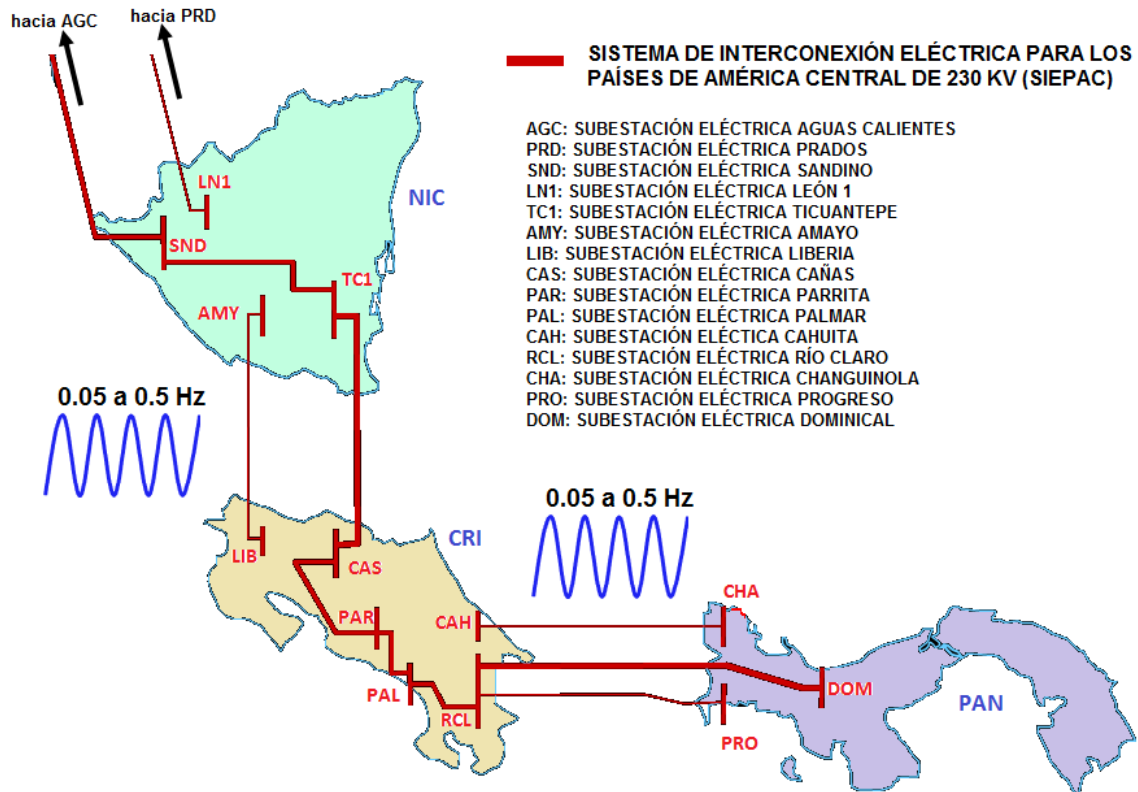 hacia AGC
hacia PRD
SISTEMA DE INTERCONEXIÓN ELÉCTRICA PARA LOS
PAÍSES DE AMÉRICA CENTRAL DE 230 KV (SIEPAC)
AGC: SUBESTACIÓN ELÉCTRICA AGUAS CALIENTES
PRD: SUBESTACIÓN ELÉCTRICA PRADOS
SND: SUBESTACIÓN ELÉCTRICA SANDINO
LN1: SUBESTACIÓN ELÉCTRICA LEÓN 1
TC1: SUBESTACIÓN ELÉCTRICA TICUANTEPE
AMY: SUBESTACIÓN ELÉCTRICA AMAYO
LIB: SUBESTACIÓN ELÉCTRICA LIBERIA
CAS: SUBESTACIÓN ELÉCTRICA CAÑAS
PAR: SUBESTACIÓN ELÉCTRICA PARRITA
PAL: SUBESTACIÓN ELÉCTRICA PALMAR
CAH: SUBESTACIÓN ELÉCTICA CAHUITA
RCL: SUBESTACIÓN ELÉCTRICA RÍO CLARO
CHA: SUBESTACIÓN ELÉCTRICA CHANGUINOLA
PRO: SUBESTACIÓN ELÉCTRICA PROGRESO
DOM: SUBESTACIÓN ELÉCTRICA DOMINICAL
LN1
NIC
SND
TC1
AMY
0.05 a 0.5 Hz
0.05 a 0.5 Hz
LIB
CAS
CRI
PAR
CAH
CHA
PAL
RCL
DOM
PAN
PRO